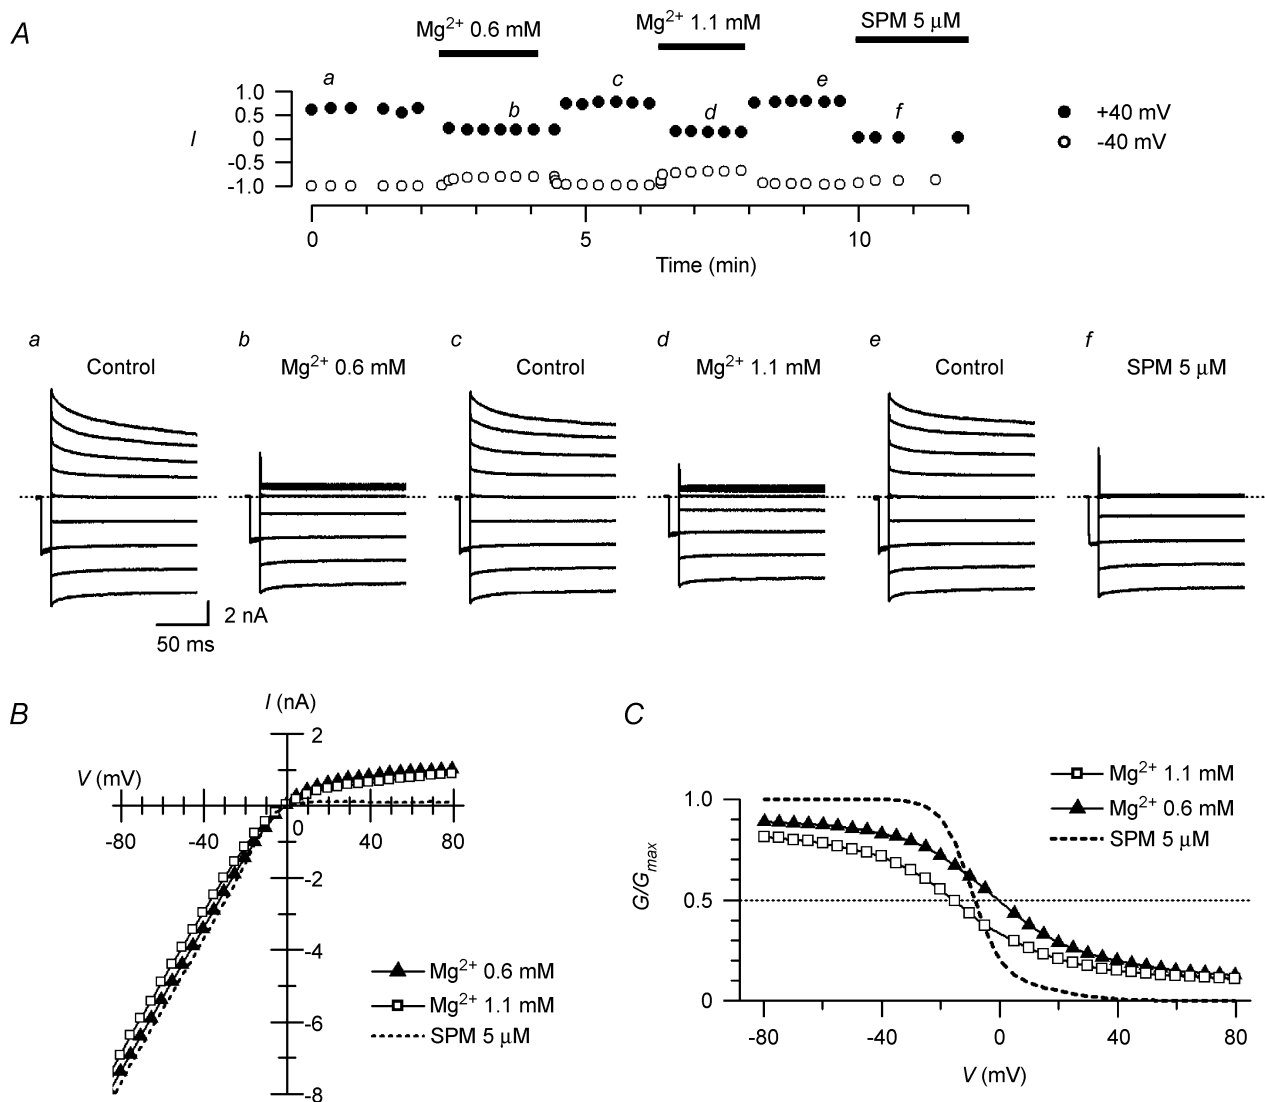 A
Mg2+ 0.6 mM
Mg2+ 1.1 mM
SPM 5 μM
a
b
c
d
e
f
1.0
0.5
0
-0.5
-1.0
I
+40 mV
-40 mV
0
5
10
Time (min)
a
Control
b
Mg2+ 0.6 mM
c
Control
d
Mg2+ 1.1 mM
e
Control
f
SPM 5 μM
2 nA
50 ms
B
I (nA)
V (mV)
2
-80
-40
0
40
80
-2
-4
-6
-8
Mg2+ 0.6 mM
Mg2+ 1.1 mM
SPM 5 μM
C
Mg2+ 1.1 mM
Mg2+ 0.6 mM
SPM 5 μM
G/Gmax
1.0
0.5
0
-80
-40
0
40
80
V (mV)